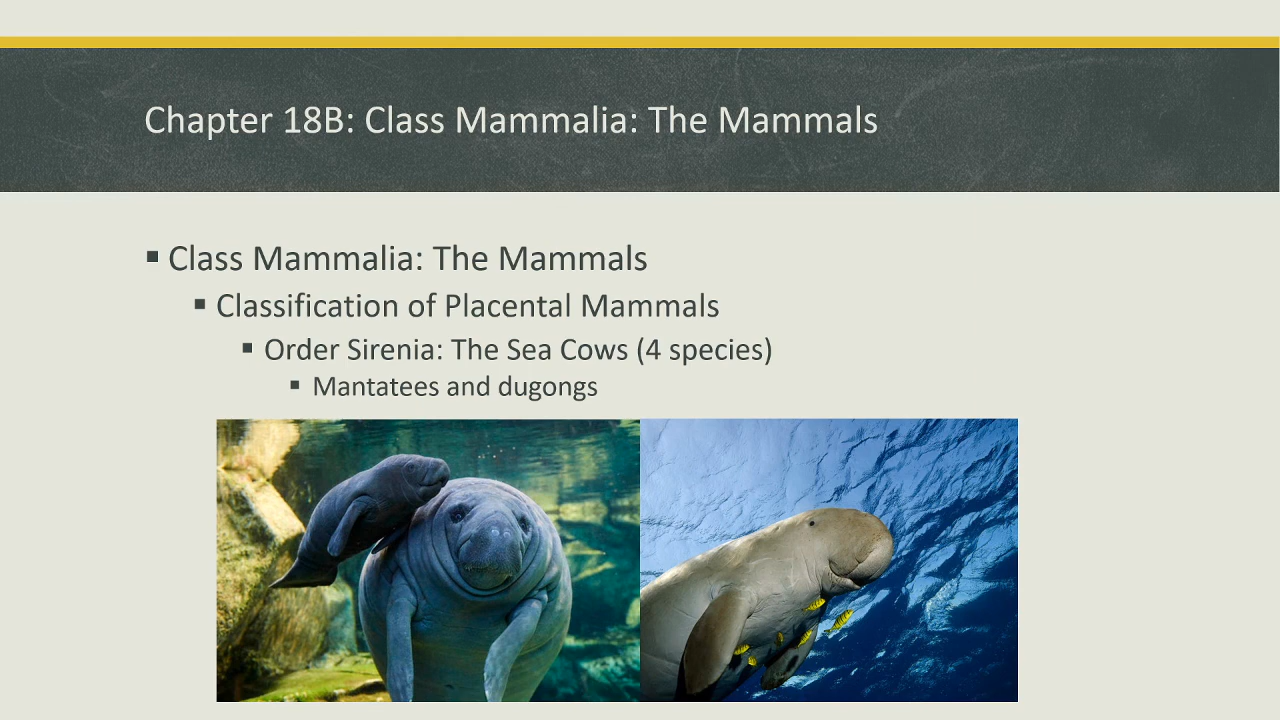 Chapter 18B: Class Mammalia: The Mammals
Class Mammalia: The Mammals
Classification of Placental Mammals
Order Sirenia: The Sea Cows (4 species)
Mantatees and dugongs